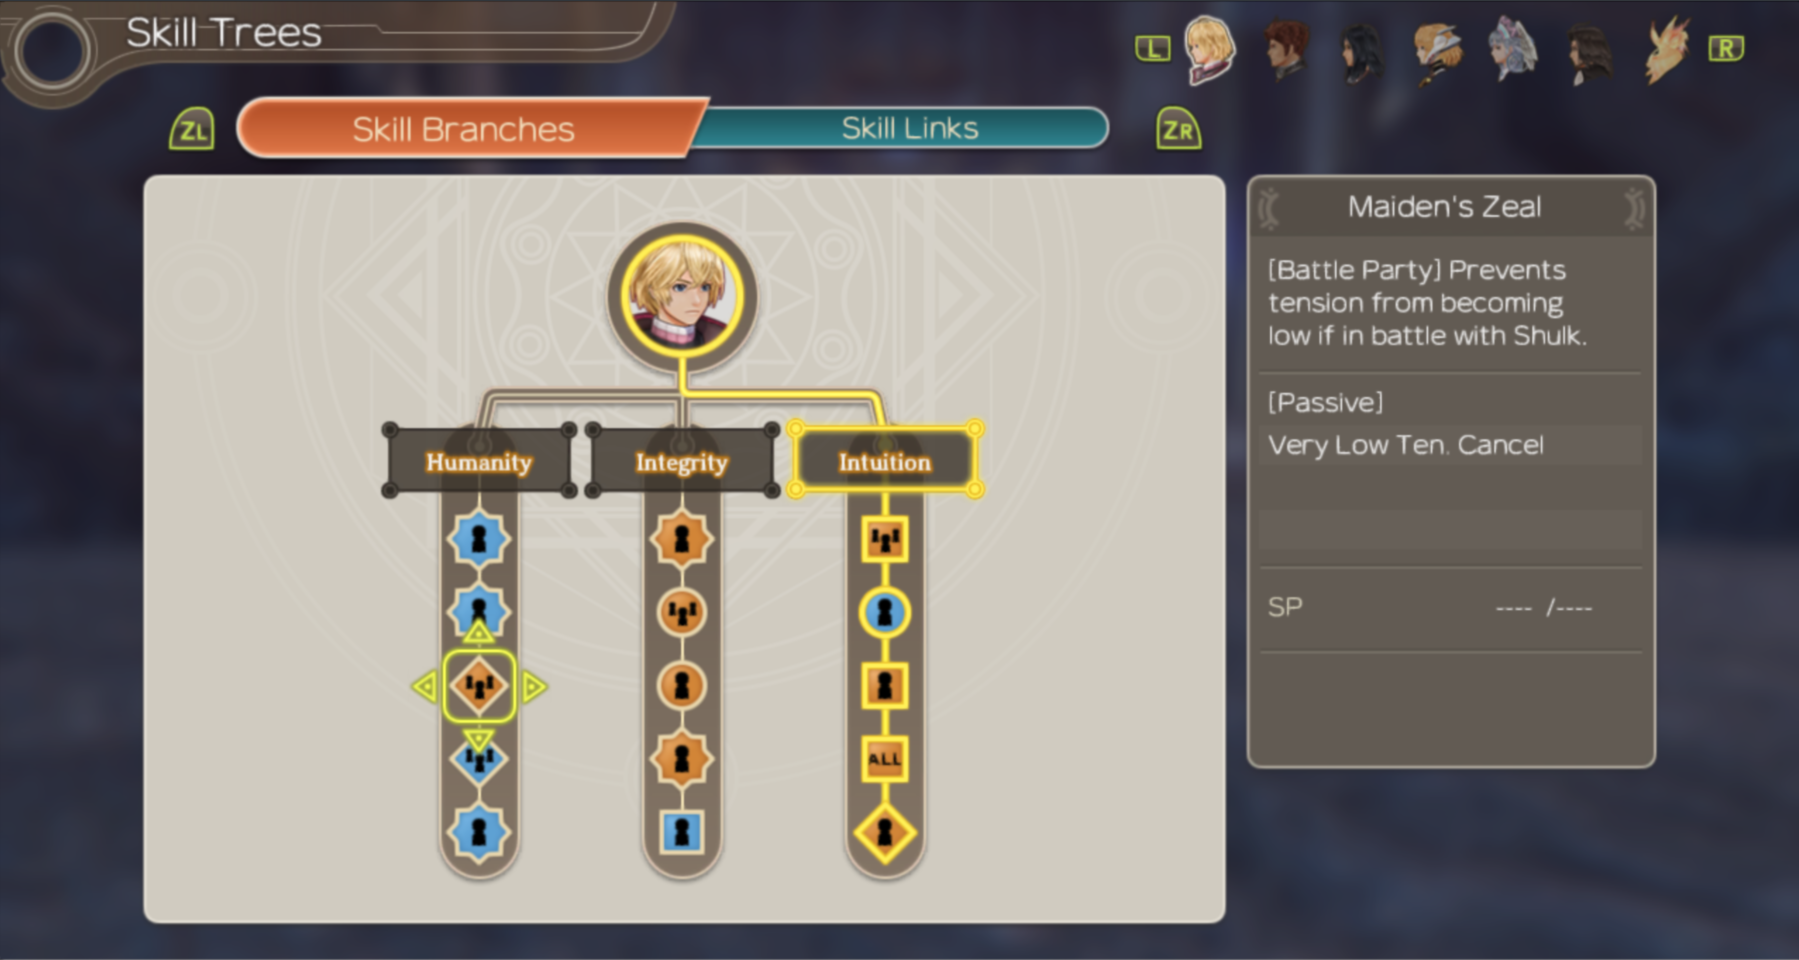 Skill Trees
L
R
ZL
Skill Branches
Skill Links
ZR
Maiden's Zeal
[Battle Party] Prevents
tension from becoming
low if in battle with Shulk.
[Passive]
Very Low Ten. Cancel
SP ---- /----
Humanity
Integrity
Intuition
ALL